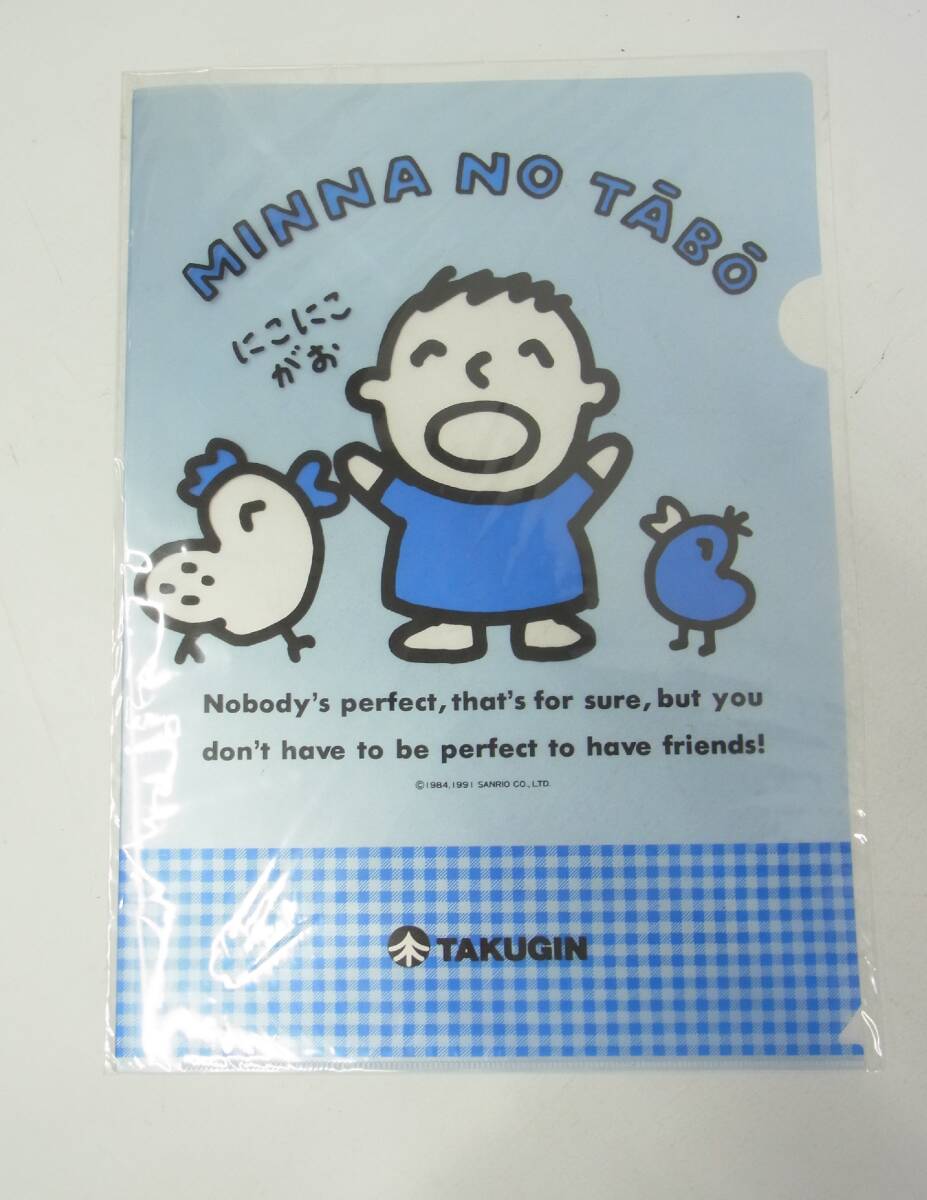 MINNA NO TĀBŌ
にこにこ
がお
Nobody's perfect, that's for sure, but you
don't have to be perfect to have friends!
©1984, 1991 SANRIO CO., LTD.
TAKUGIN